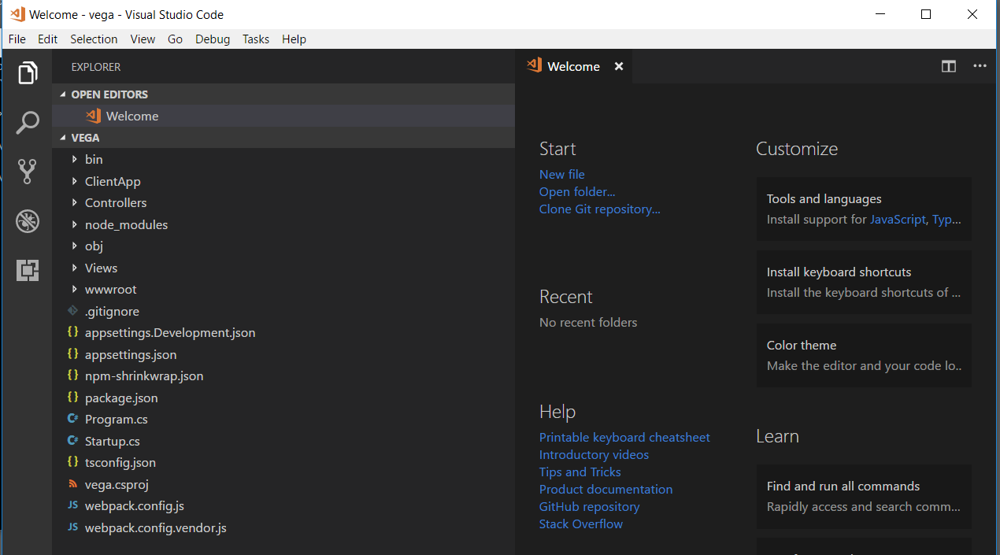 Welcome - vega - Visual Studio Code
File Edit Selection View Go Debug Tasks Help
EXPLORER
OPEN EDITORS
Welcome
VEGA
bin
ClientApp
Controllers
node_modules
obj
Views
wwwroot
.gitignore
{} appsettings.Development.json
{} appsettings.json
{} npm-shrinkwrap.json
{} package.json
C# Program.cs
C# Startup.cs
{} tsconfig.json
vega.csproj
JS webpack.config.js
JS webpack.config.vendor.js
Welcome
Start
New file
Open folder...
Clone Git repository...
Recent
No recent folders
Help
Printable keyboard cheatsheet
Introductory videos
Tips and Tricks
Product documentation
GitHub repository
Stack Overflow
Customize
Tools and languages
Install support for JavaScript, Typ...
Install keyboard shortcuts
Install the keyboard shortcuts of ...
Color theme
Make the editor and your code lo..
Learn
Find and run all commands
Rapidly access and search comm...